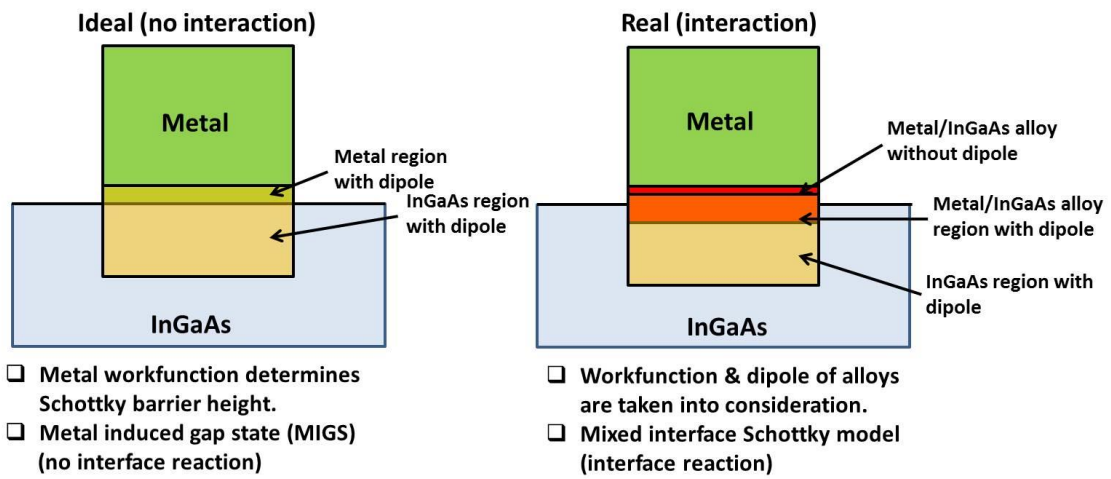 Ideal (no interaction)
Metal
Metal region
with dipole
InGaAs region
with dipole
InGaAs
❑ Metal workfunction determines
Schottky barrier height.
❑ Metal induced gap state (MIGS)
(no interface reaction)
Real (interaction)
Metal
Metal/InGaAs alloy
without dipole
Metal/InGaAs alloy
region with dipole
InGaAs region with
dipole
InGaAs
❑ Workfunction & dipole of alloys
are taken into consideration.
❑ Mixed interface Schottky model
(interface reaction)